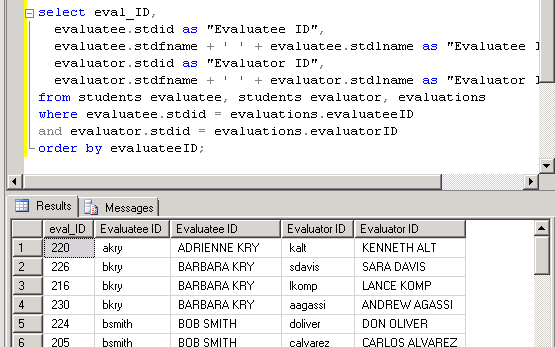 select eval_ID,
evaluatee.stdid as "Evaluatee ID",
evaluatee.stdfname + ' ' + evaluatee.stdlname as "Evaluatee I
evaluator.stdid as "Evaluator ID",
evaluator.stdfname + ' ' + evaluator.stdlname as "Evaluator I
from students evaluatee, students evaluator, evaluations
where evaluatee.stdid = evaluations.evaluateeID
and evaluator.stdid = evaluations.evaluatorID
order by evaluateeID;
Results Messages
eval_ID Evaluatee ID Evaluatee ID Evaluator ID Evaluator ID
1 220 akry ADRIENNE KRY kalt KENNETH ALT
2 226 bkry BARBARA KRY sdavis SARA DAVIS
3 216 bkry BARBARA KRY lkomp LANCE KOMP
4 230 bkry BARBARA KRY aagassi ANDREW AGASSI
5 224 bsmith BOB SMITH doliver DON OLIVER
6 205 bsmith BOB SMITH calvarez CARLOS ALVAREZ